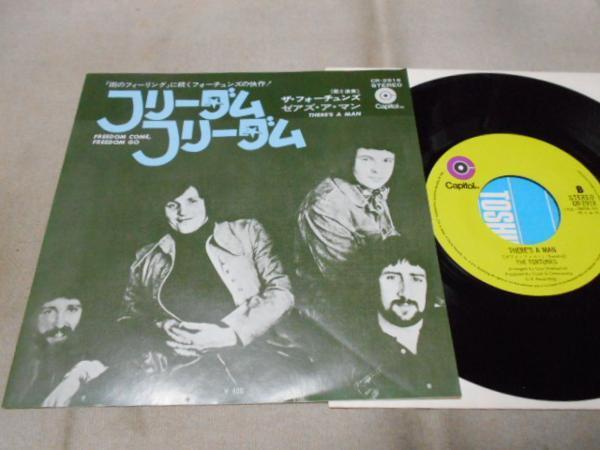 「雨のフィーリング」に続くフォーチュンズの快作!
フリーダム
フリーダム
FREEDOM COME,
FREEDOM GO
ザ・フォーチュンズ
ゼアズ・ア・マン
THERE'S A MAN
STEREO
Capitol
¥400
Capitol
TOSHI
B
STEREO
THERE'S A MAN
THE FORTUNES